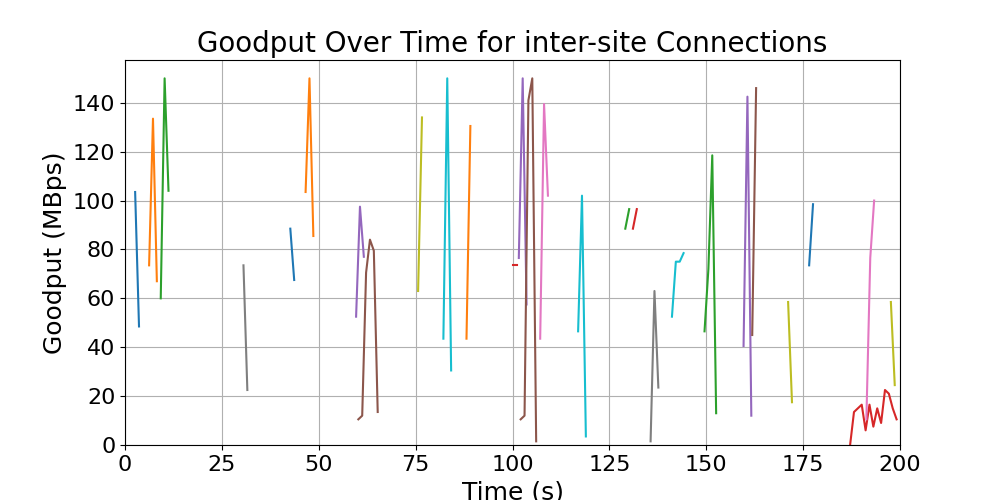 Goodput Over Time for inter-site Connections
Goodput (MBps)
140
120
100
80
60
40
20
0
0 25 50 75 100 125 150 175 200
Time (s)